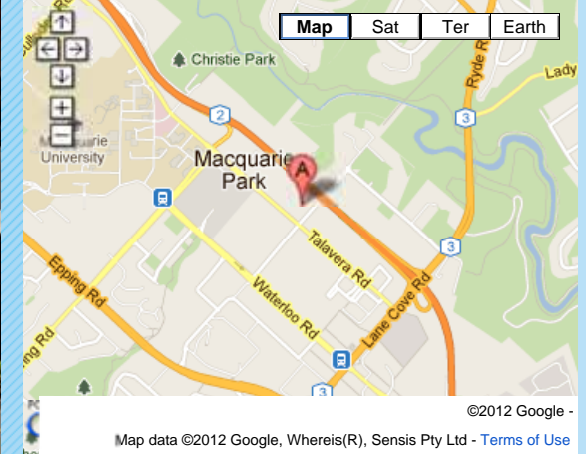 Map Sat Ter Earth
Christie Park
Ryde R
Lady
2
3
Macquarie
University
Macquarie
Park
A
3
Talavera Rd
Epping Rd
Waterloo Rd
Lane Cove Rd
ng Rd
3
©2012 Google -
Map data ©2012 Google, Whereis(R), Sensis Pty Ltd - Terms of Use